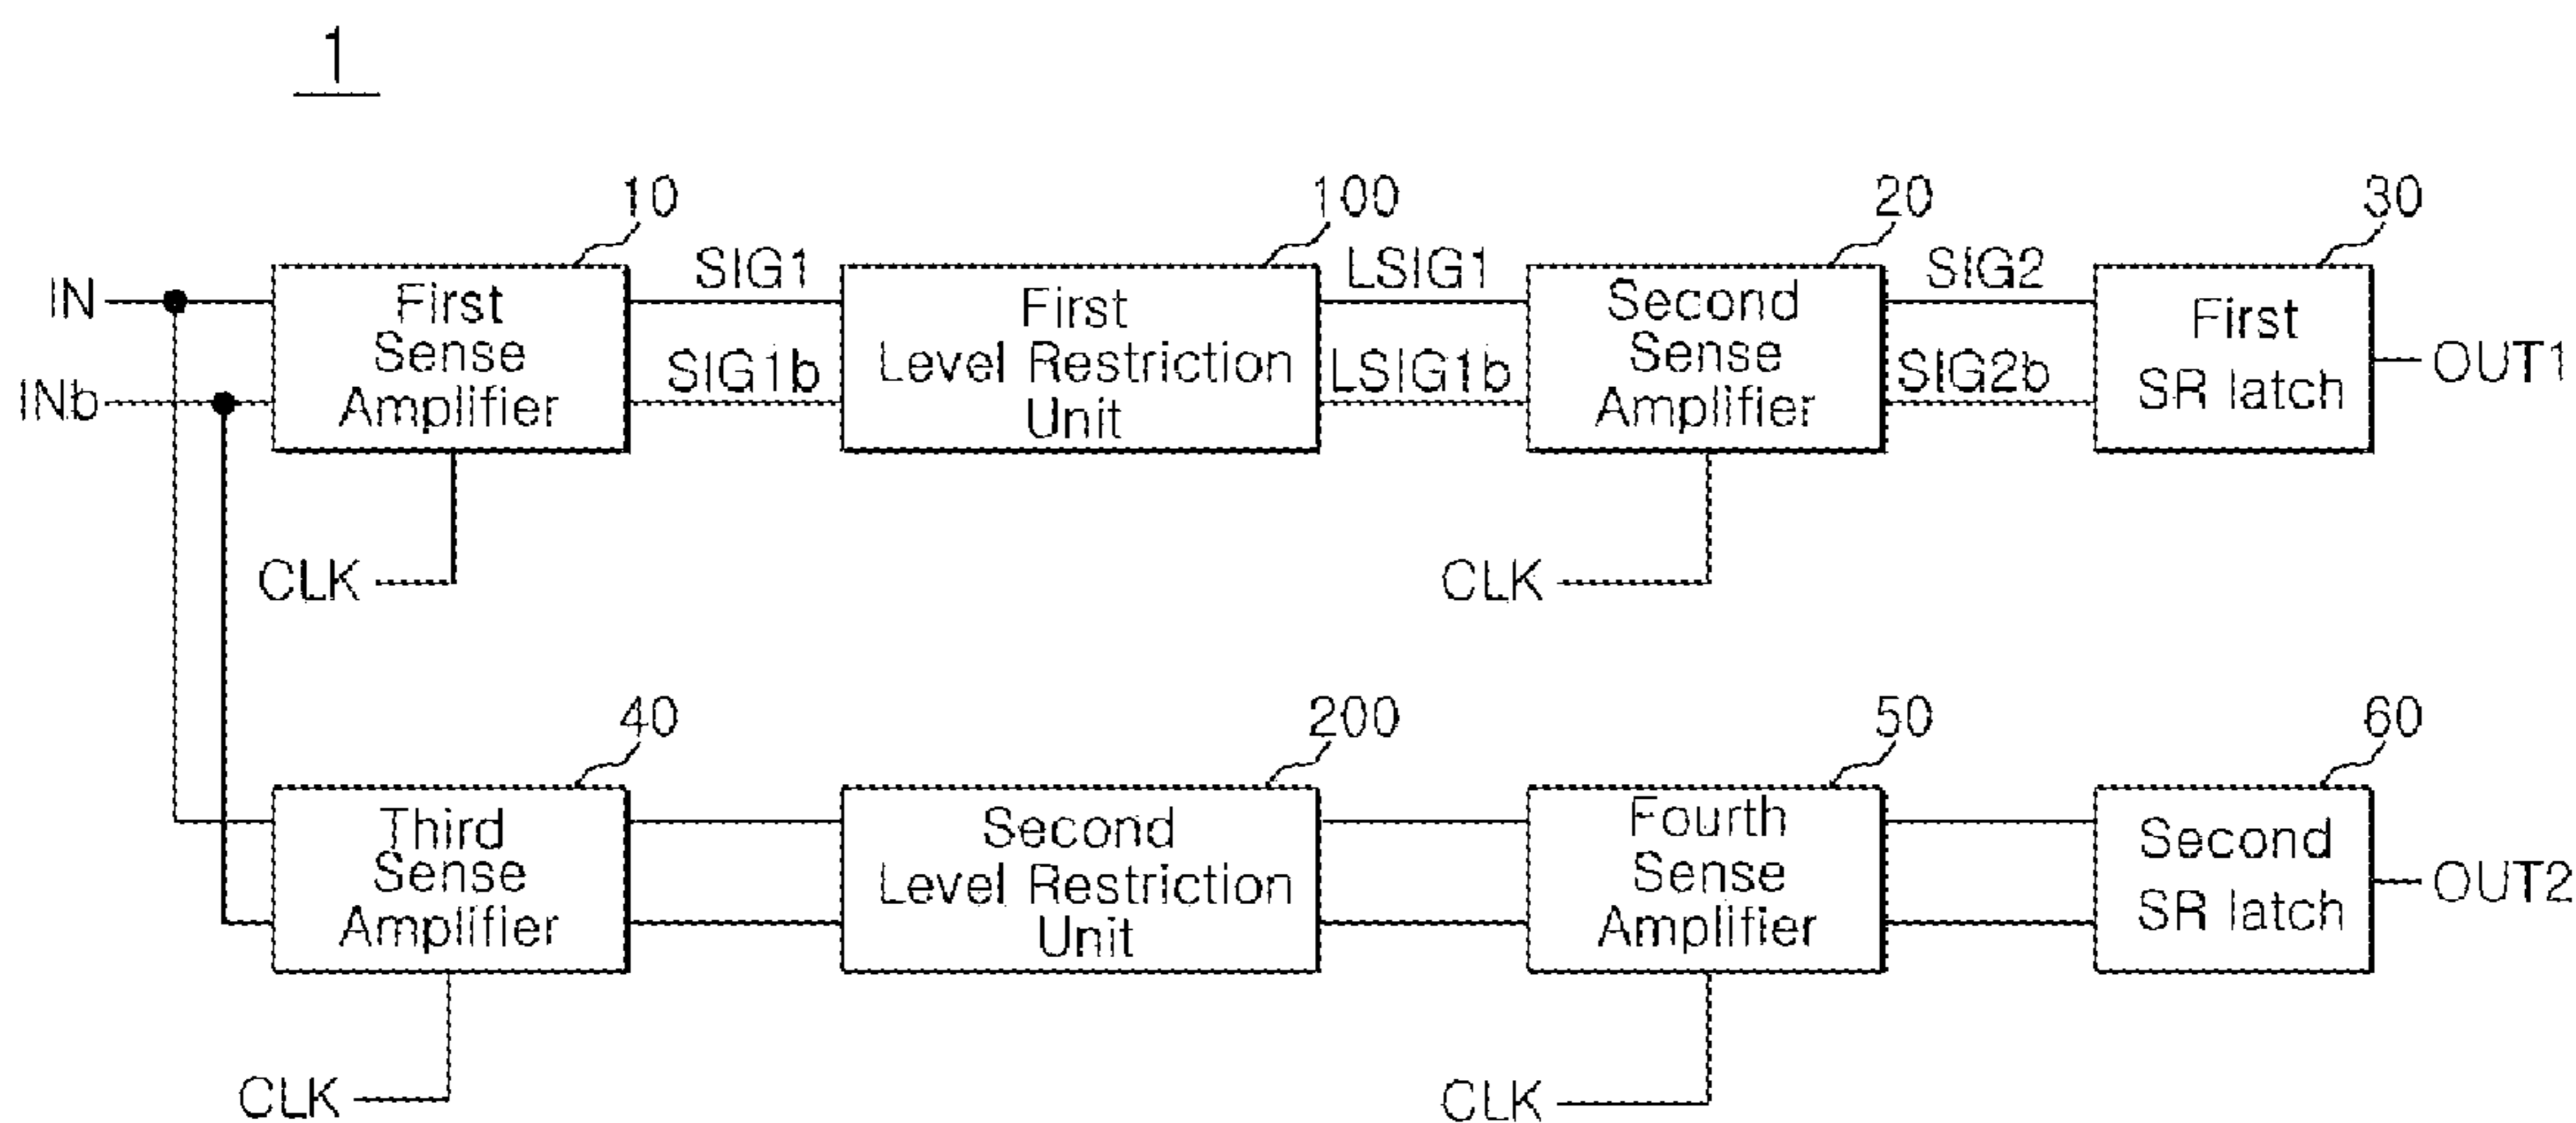 1
10
100
20
30
IN
INb
First
Sense
Amplifier
SIG1
SIG1b
First
Level Restriction
Unit
LSIG1
LSIG1b
Second
Sense
Amplifier
SIG2
SIG2b
First
SR latch
OUT1
CLK
CLK
40
200
50
60
Third
Sense
Amplifier
Second
Level Restriction
Unit
Fourth
Sense
Amplifier
Second
SR latch
OUT2
CLK
CLK